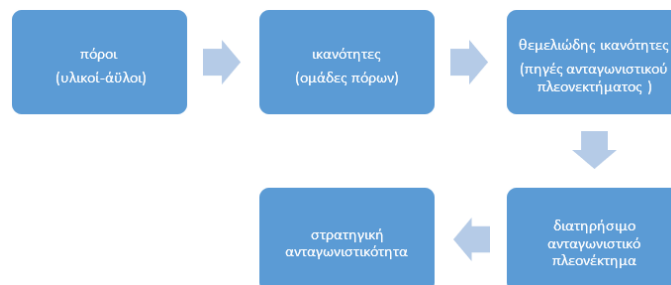 πόροι
(υλικοί-άϋλοι)
ικανότητες
(ομάδες πόρων)
θεμελιώδης ικανότητες
(πηγές ανταγωνιστικού
πλεονεκτήματος )
διατηρήσιμο
ανταγωνιστικό
πλεονέκτημα
στρατηγική
ανταγωνιστικότητα